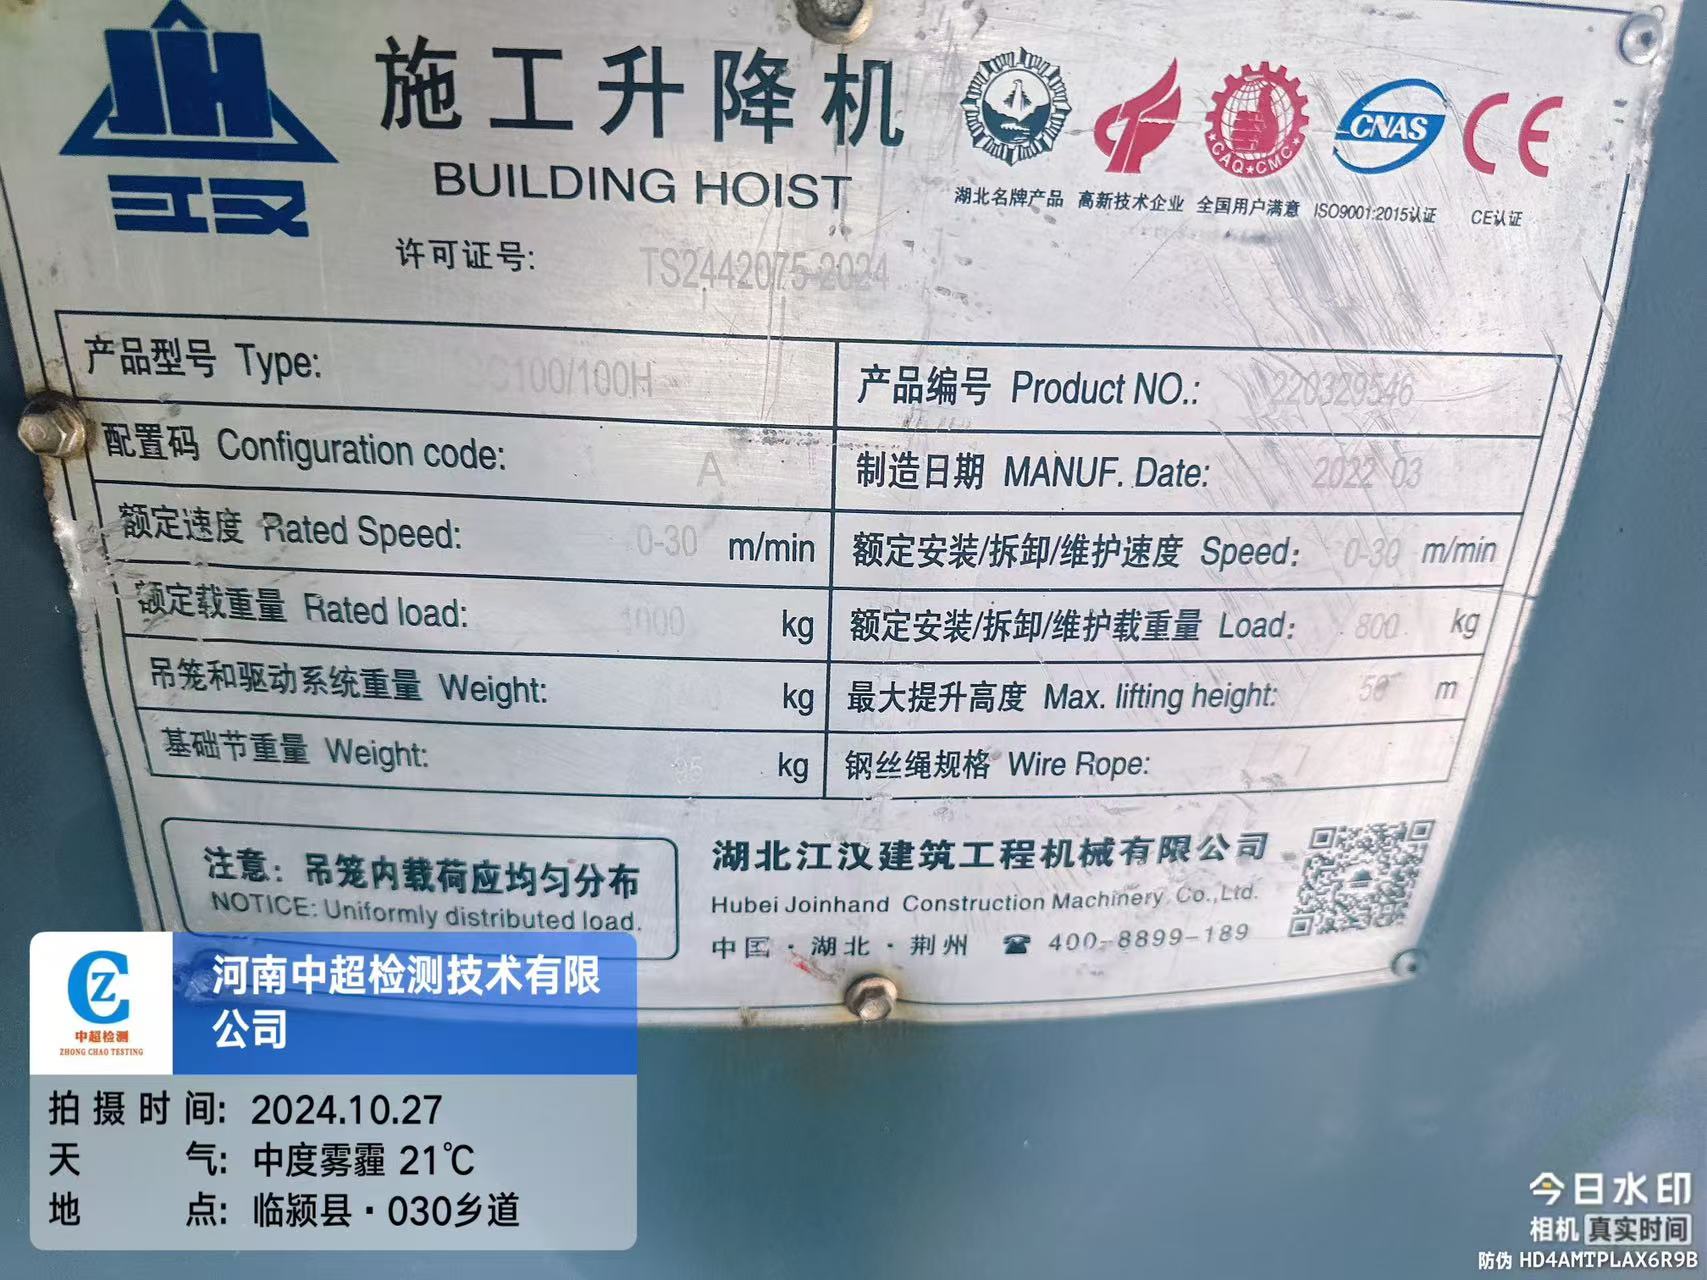 JH
江汉
施工升降机
BUILDING HOIST
湖北名牌产品 高新技术企业 全国用户满意 ISO9001:2015认证 CE认证
CAQ★CMC★
CNAS
CE
许可证号: TS2442075-2024
产品型号 Type: C100/100H
产品编号 Product NO.: 220329546
配置码 Configuration code: A
制造日期 MANUF. Date: 2022 03
额定速度 Rated Speed: 0-30 m/min
额定安装/拆卸/维护速度 Speed: 0-30 m/min
额定载重量 Rated load: 1000 kg
额定安装/拆卸/维护载重量 Load: 800 kg
吊笼和驱动系统重量 Weight: kg
最大提升高度 Max. lifting height: 50 m
基础节重量 Weight: 95 kg
钢丝绳规格 Wire Rope: /
注意: 吊笼内载荷应均匀分布
NOTICE: Uniformly distributed load.
湖北江汉建筑工程机械有限公司
Hubei Joinhand Construction Machinery Co.,Ltd.
中国·湖北·荆州 ☎ 400-8899-189
中超检测
ZHONG CHAO TESTING
河南中超检测技术有限
公司
拍摄时间: 2024.10.27
天气: 中度雾霾 21℃
地点: 临颍县·030乡道
今日水印
相机 真实时间
防伪 HD4AMTPLAX6R9B